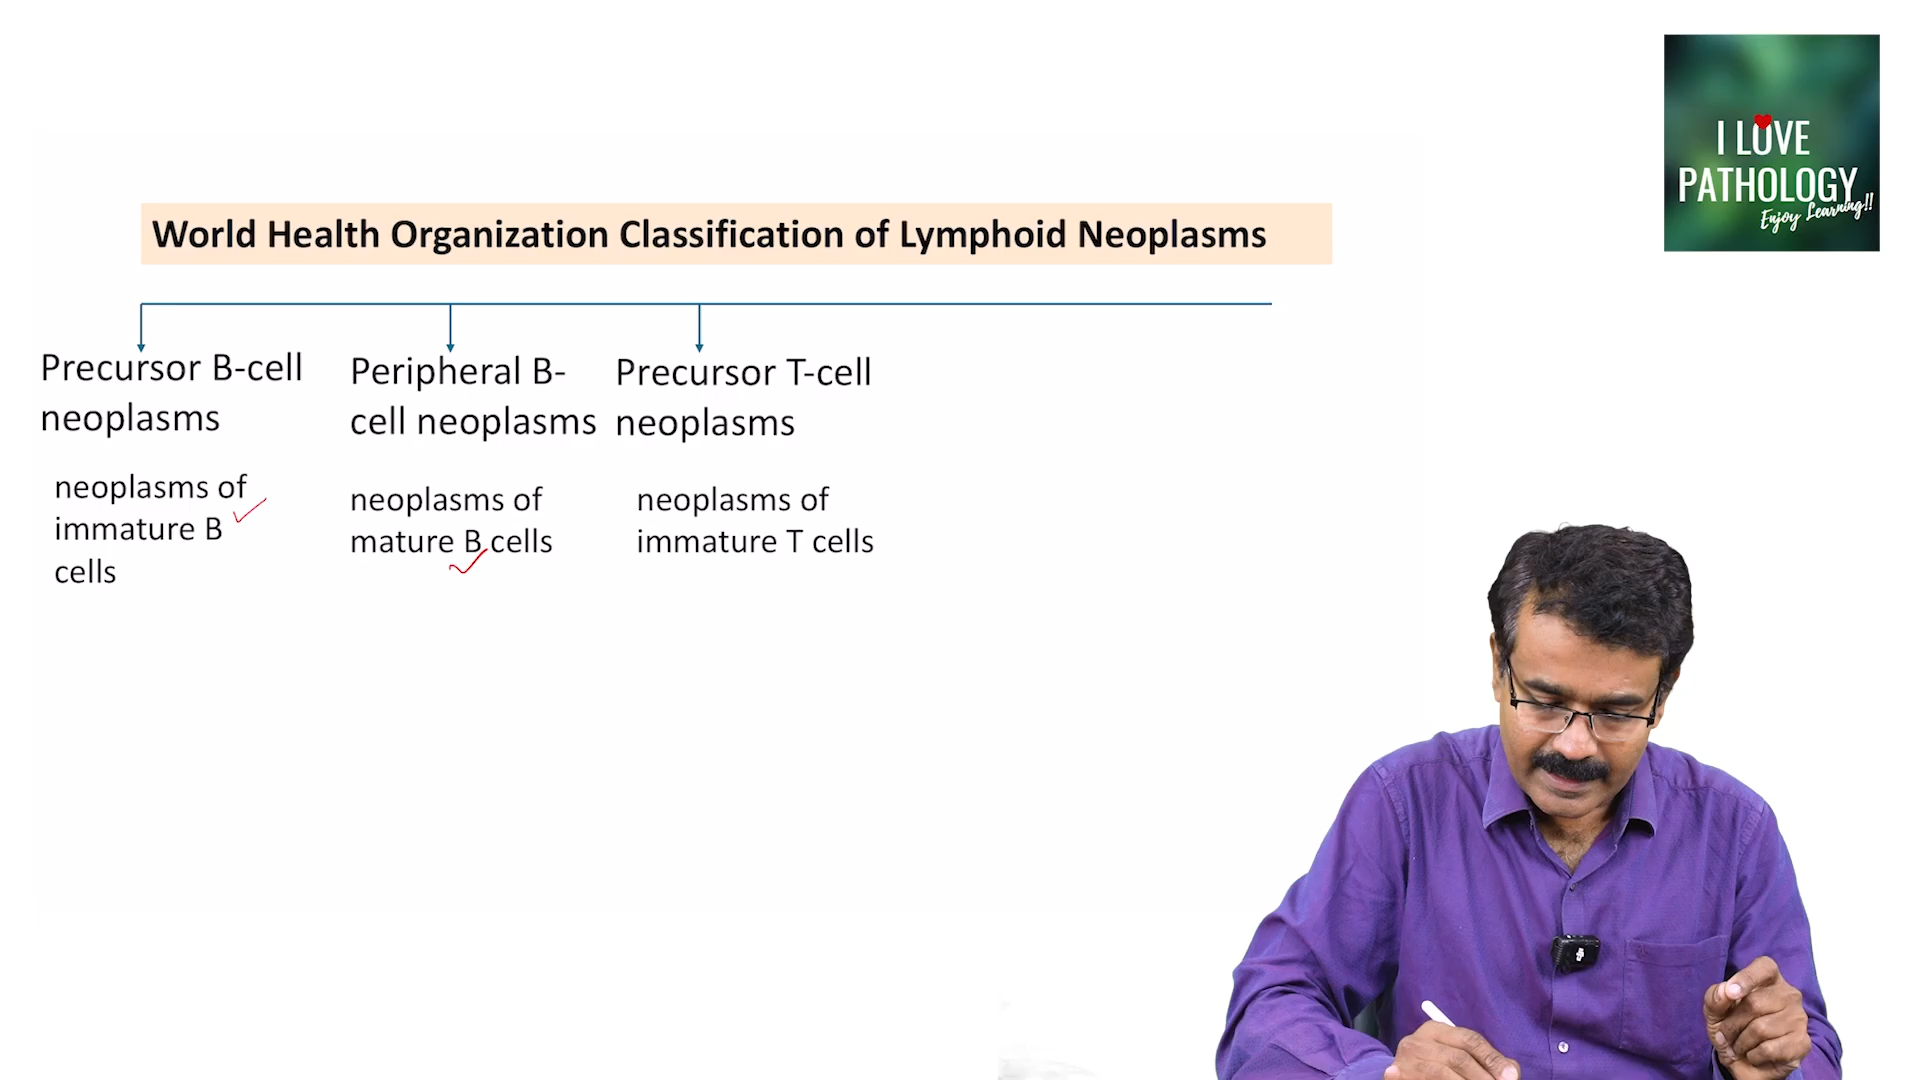 I LOVE
PATHOLOGY
Enjoy Learning!!
World Health Organization Classification of Lymphoid Neoplasms
Precursor B-cell
neoplasms
neoplasms of
immature B
cells
Peripheral B-
cell neoplasms
neoplasms of
mature B cells
Precursor T-cell
neoplasms
neoplasms of
immature T cells